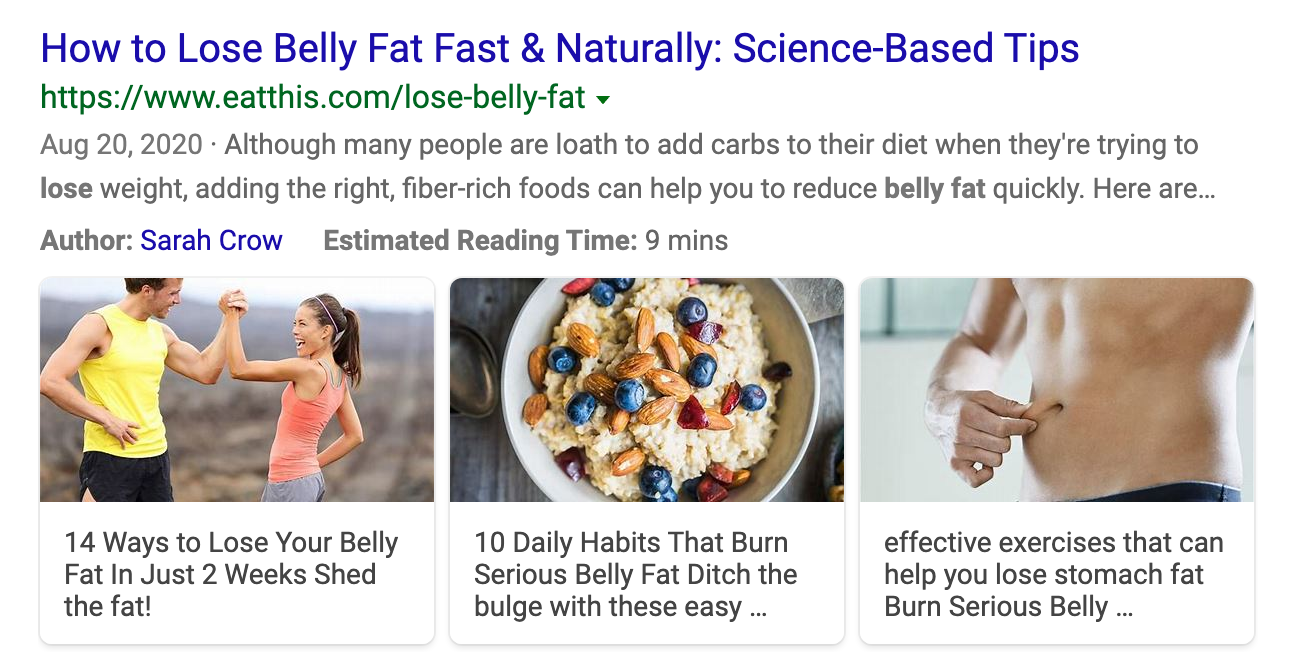 How to Lose Belly Fat Fast & Naturally: Science-Based Tips
https://www.eatthis.com/lose-belly-fat
Aug 20, 2020 · Although many people are loath to add carbs to their diet when they're trying to
lose weight, adding the right, fiber-rich foods can help you to reduce belly fat quickly. Here are...
Author: Sarah Crow Estimated Reading Time: 9 mins
14 Ways to Lose Your Belly
Fat In Just 2 Weeks Shed
the fat!
10 Daily Habits That Burn
Serious Belly Fat Ditch the
bulge with these easy ...
effective exercises that can
help you lose stomach fat
Burn Serious Belly ...